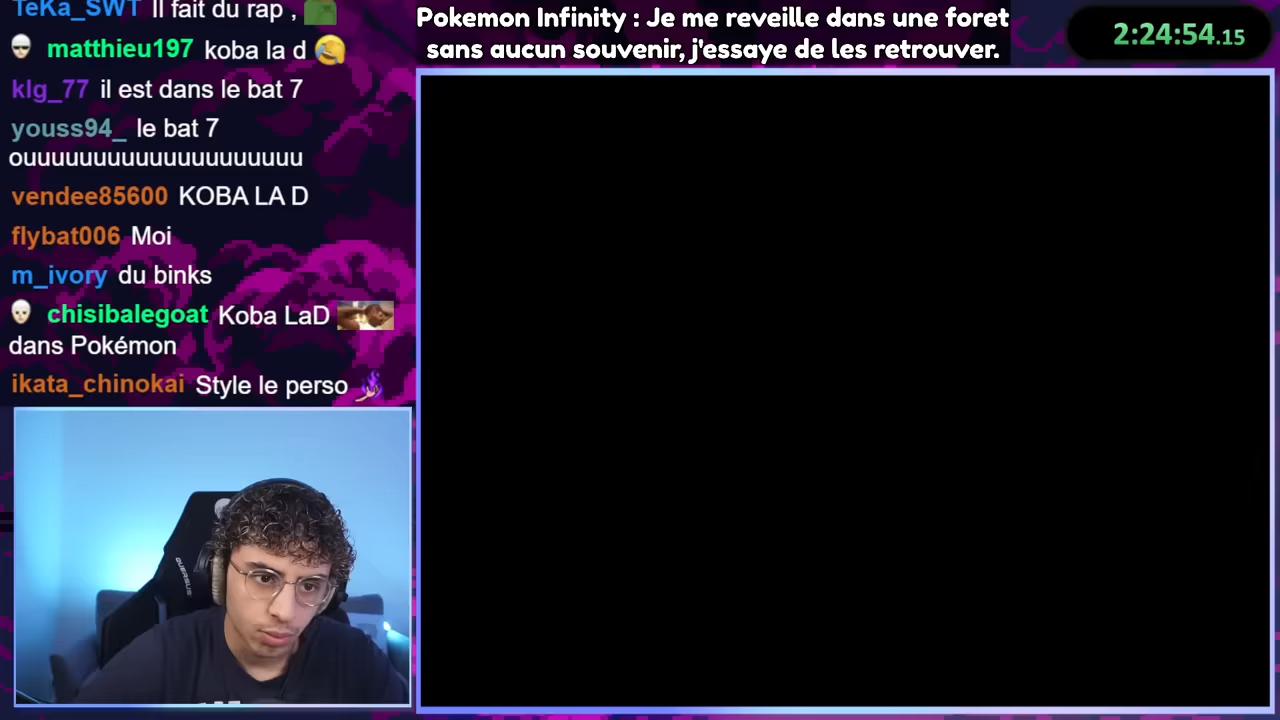 TeKa_SWT Il fait du rap ,
matthieu197 koba la d
klg_77 il est dans le bat 7
youss94_ le bat 7
ouuuuuuuuuuuuuuuuuuuu
vendee85600 KOBA LA D
flybat006 Moi
m_ivory du binks
chisibalegoat Koba LaD
dans Pokémon
ikata_chinokai Style le perso
Pokemon Infinity : Je me reveille dans une foret
sans aucun souvenir, j'essaye de les retrouver.
2:24:54.15